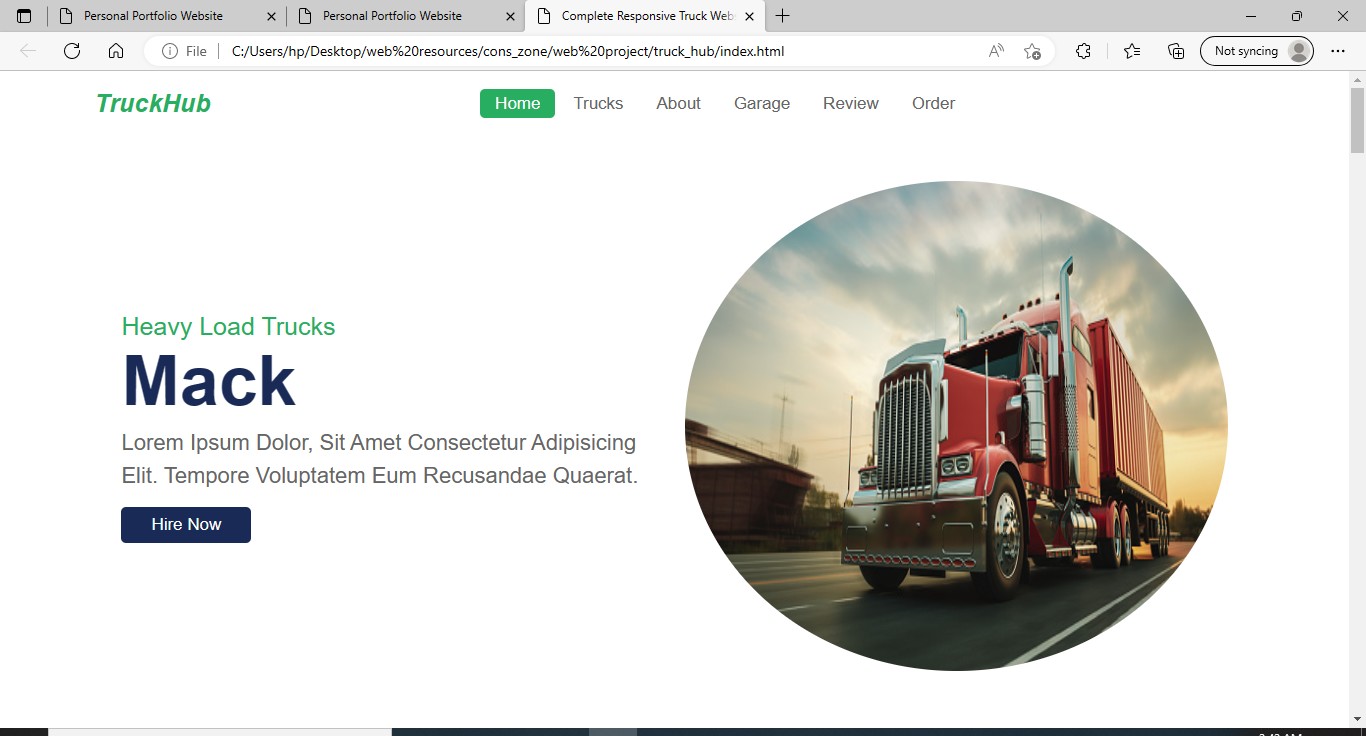 Personal Portfolio Website
Personal Portfolio Website
Complete Responsive Truck Web
File
C:/Users/hp/Desktop/web%20resources/cons_zone/web%20project/truck_hub/index.html
Not syncing
TruckHub
Home
Trucks
About
Garage
Review
Order
Heavy Load Trucks
Mack
Lorem Ipsum Dolor, Sit Amet Consectetur Adipisicing
Elit. Tempore Voluptatem Eum Recusandae Quaerat.
Hire Now